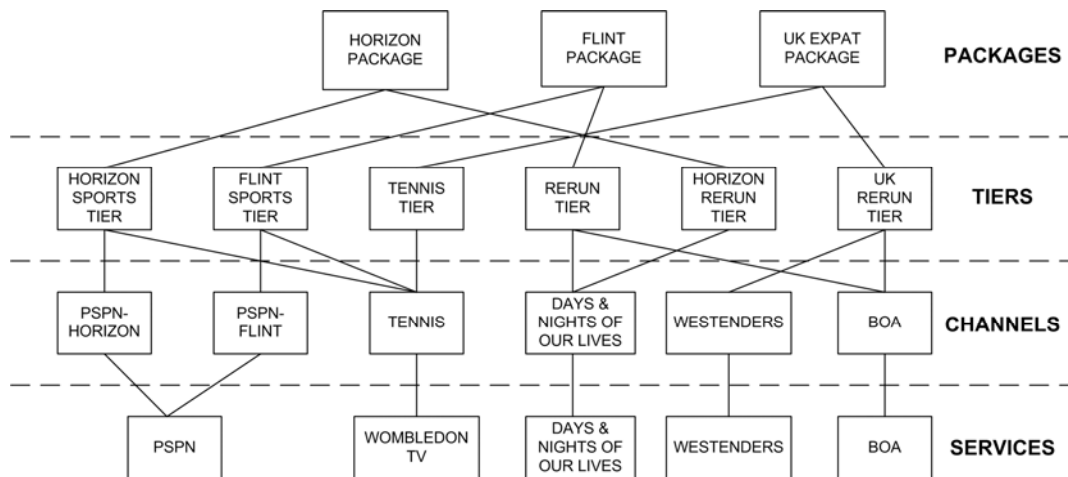 HORIZON
PACKAGE
FLINT
PACKAGE
UK EXPAT
PACKAGE
PACKAGES
HORIZON
SPORTS
TIER
FLINT
SPORTS
TIER
TENNIS
TIER
RERUN
TIER
HORIZON
RERUN
TIER
UK
RERUN
TIER
TIERS
PSPN-
HORIZON
PSPN-
FLINT
TENNIS
DAYS &
NIGHTS OF
OUR LIVES
WESTENDERS
BOA
CHANNELS
PSPN
WOMBLEDON
TV
DAYS &
NIGHTS OF
OUR LIVES
WESTENDERS
BOA
SERVICES